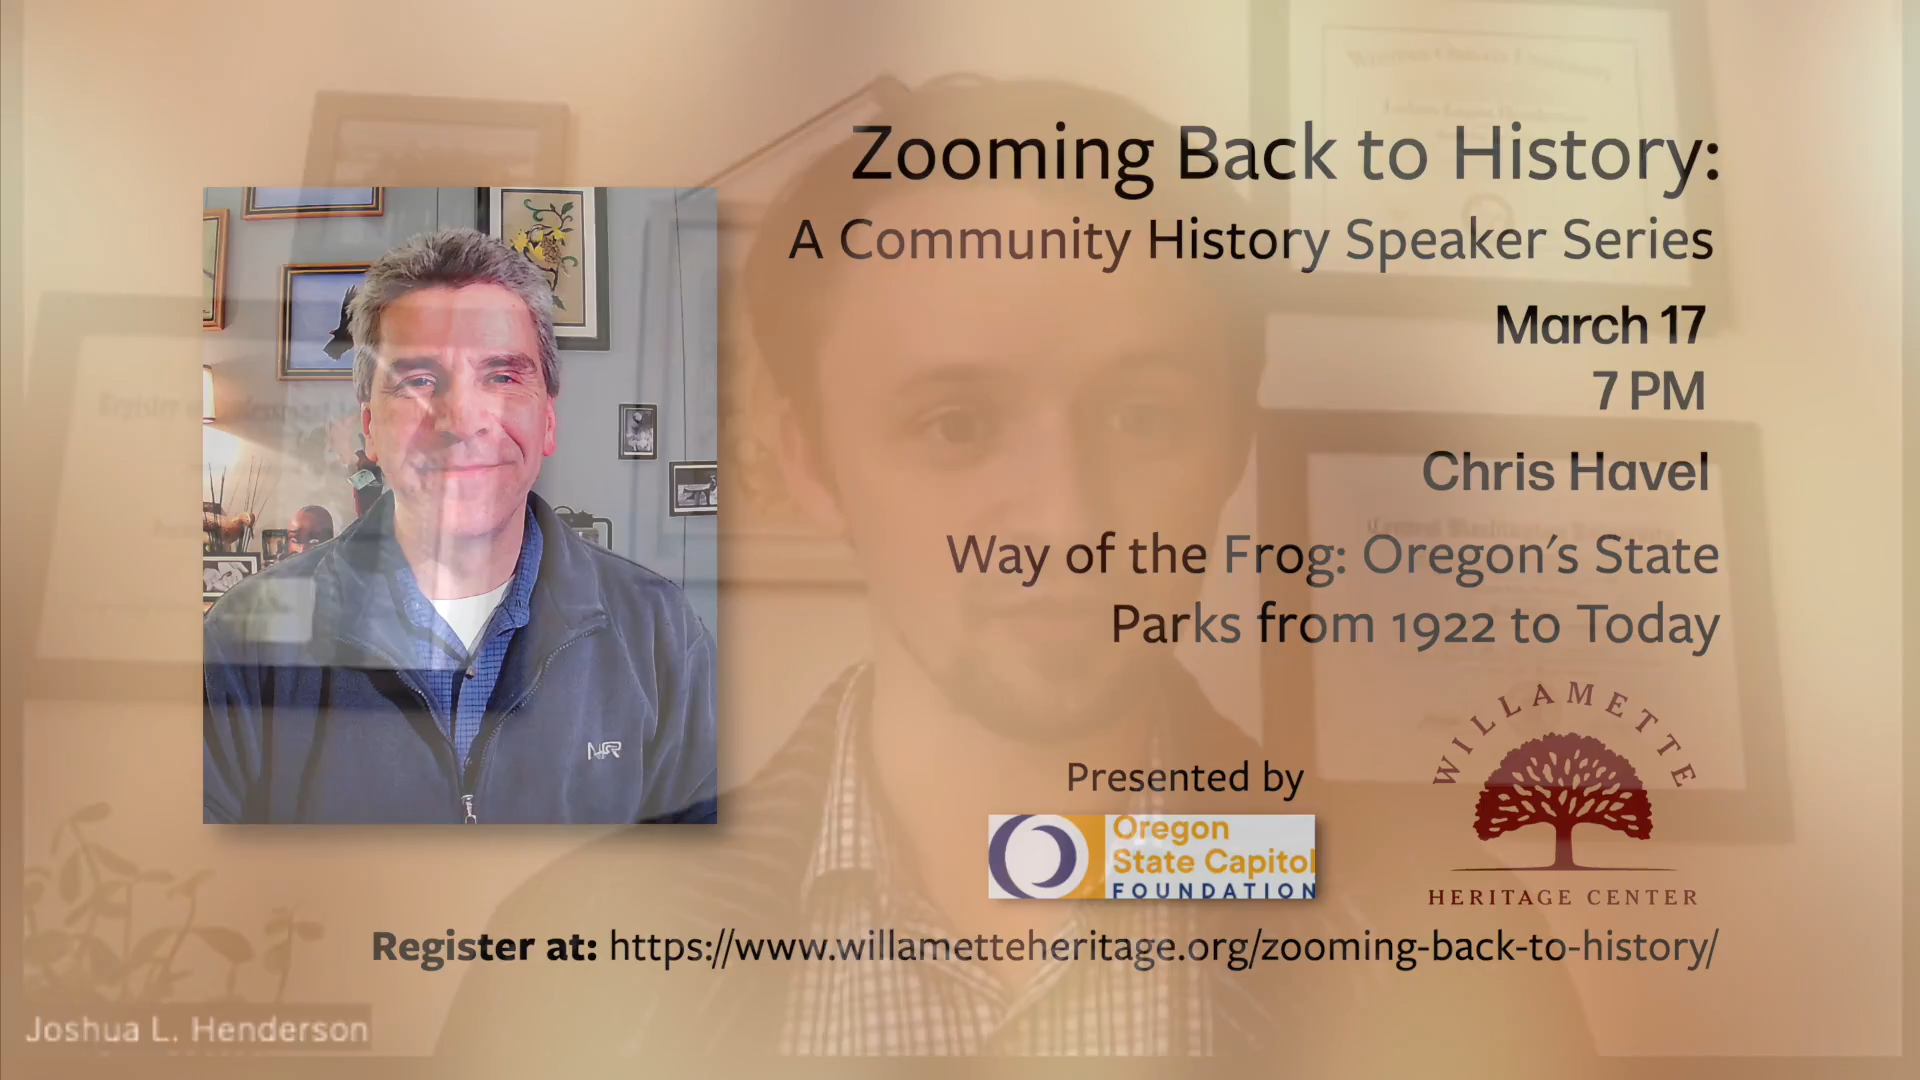 Zooming Back to History:
A Community History Speaker Series
March 17
7 PM
Chris Havel
Way of the Frog: Oregon's State
Parks from 1922 to Today
WILLAMETTE
HERITAGE CENTER
Presented by
Oregon
State Capitol
FOUNDATION
Register at: https://www.willametteheritage.org/zooming-back-to-history/
Joshua L. Henderson
NR